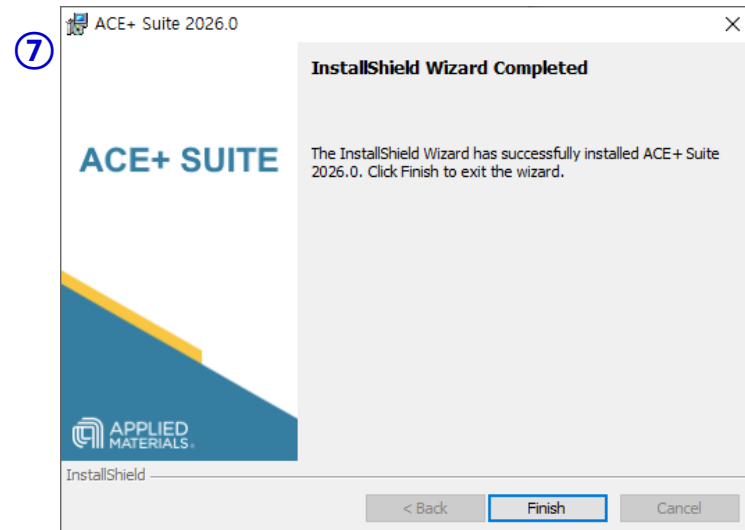 ACE+ Suite 2026.0
⑦
InstallShield Wizard Completed
ACE+ SUITE
The InstallShield Wizard has successfully installed ACE+ Suite
2026.0. Click Finish to exit the wizard.
APPLIED
MATERIALS.
InstallShield
< Back
Finish
Cancel